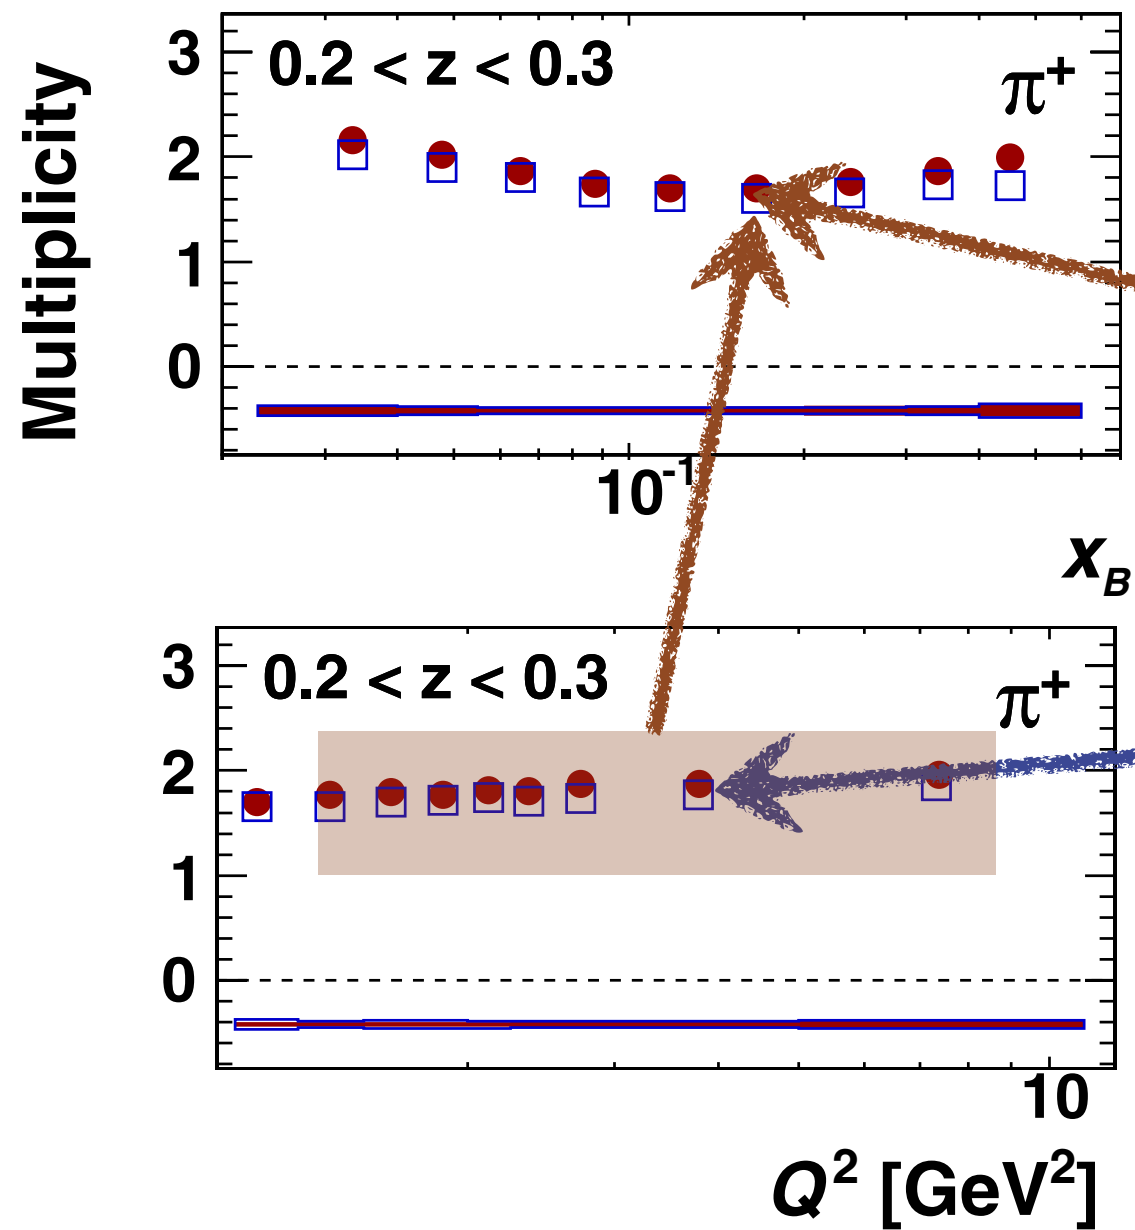 Multiplicity
0.2 < z < 0.3
π⁺
3
2
1
0
10⁻¹
x_B
0.2 < z < 0.3
π⁺
3
2
1
0
10
Q² [GeV²]